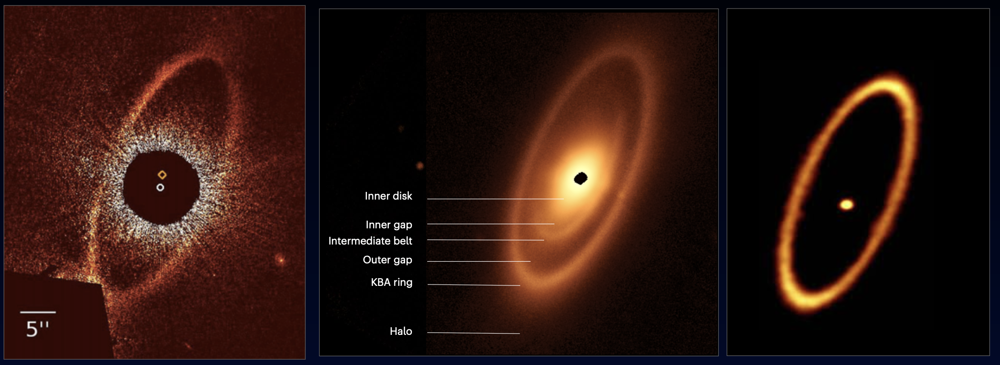 5"
Inner disk
Inner gap
Intermediate belt
Outer gap
KBA ring
Halo